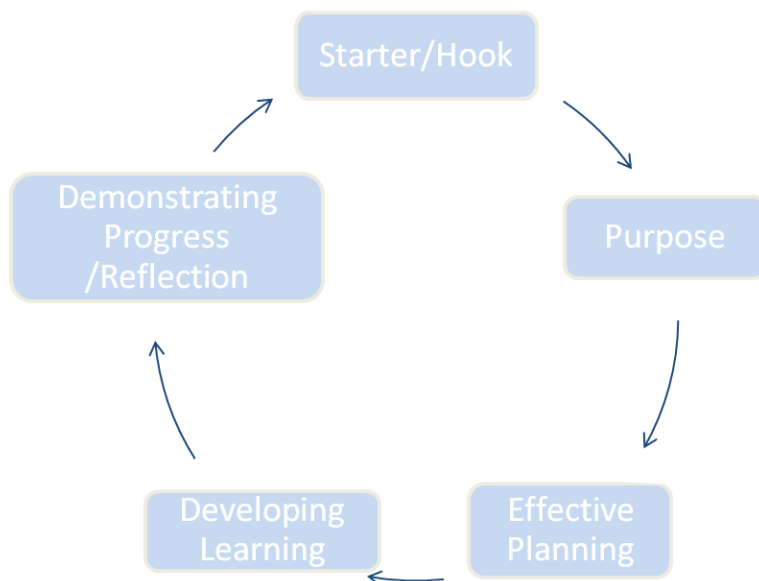 Starter/Hook
Purpose
Effective
Planning
Developing
Learning
Demonstrating
Progress
/Reflection